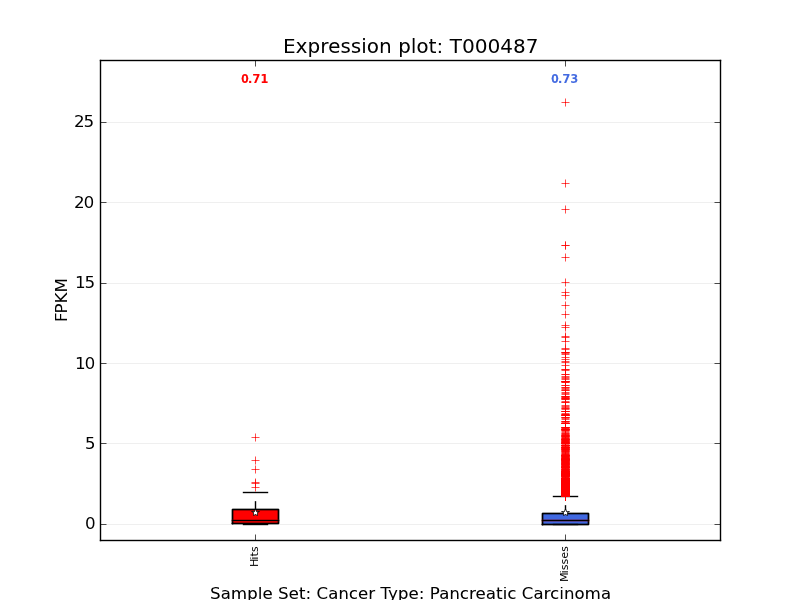 Expression plot: T000487
0.71
0.73
25
20
15
10
5
0
FPKM
Hits
Misses
Sample Set: Cancer Type: Pancreatic Carcinoma